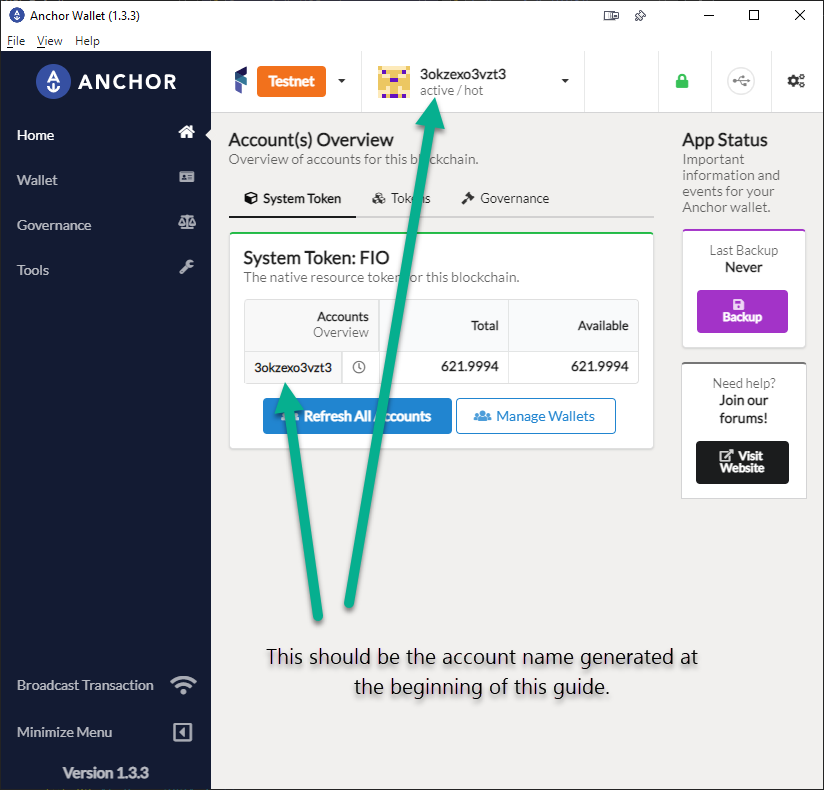 Anchor Wallet (1.3.3)
File View Help
ANCHOR
Testnet
3okzexo3vzt3
active / hot
Home
Wallet
Governance
Tools
Account(s) Overview
Overview of accounts for this blockchain.
System Token
Tokens
Governance
System Token: FIO
The native resource token for this blockchain.
Accounts
Overview
Total
Available
3okzexo3vzt3
621.9994
621.9994
Refresh All Accounts
Manage Wallets
App Status
Important
information and
events for your
Anchor wallet.
Last Backup
Never
Backup
Need help?
Join our
forums!
Visit
Website
This should be the account name generated at
the beginning of this guide.
Broadcast Transaction
Minimize Menu
Version 1.3.3